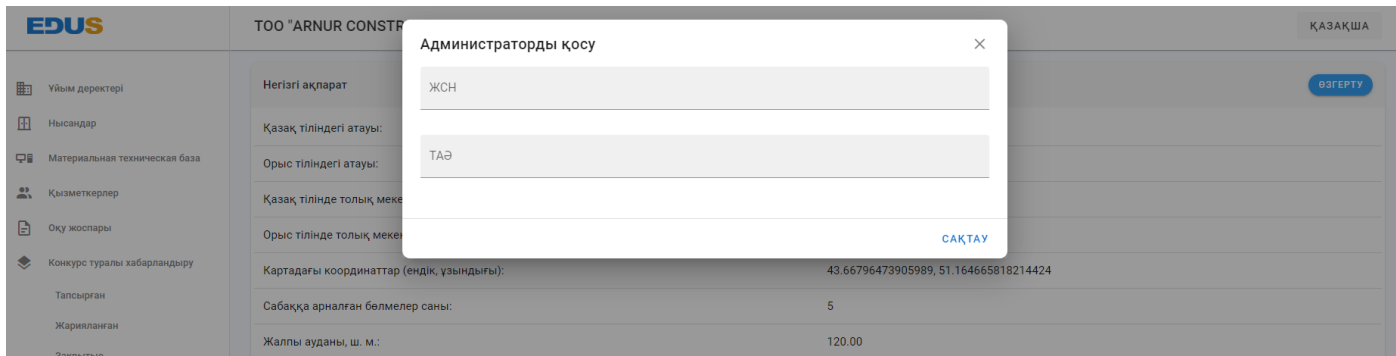 EDUS
ТОО "ARNUR CONSTR
ҚАЗАҚША
Администраторды қосу
ЖСН
ТАӘ
САҚТАУ
Ұйым деректері
Нысандар
Материальная техническая база
Қызметкерлер
Оқу жоспары
Конкурс туралы хабарландыру
Тапсырған
Жарияланған
Негізгі ақпарат
ӨЗГЕРТУ
Қазақ тіліндегі атауы:
Орыс тіліндегі атауы:
Қазақ тілінде толық меке
Орыс тілінде толық мекен
Картадағы координаттар (ендік, ұзындығы): 43.66796473905989, 51.164665818214424
Сабаққа арналған бөлмелер саны: 5
Жалпы ауданы, ш. м.: 120.00